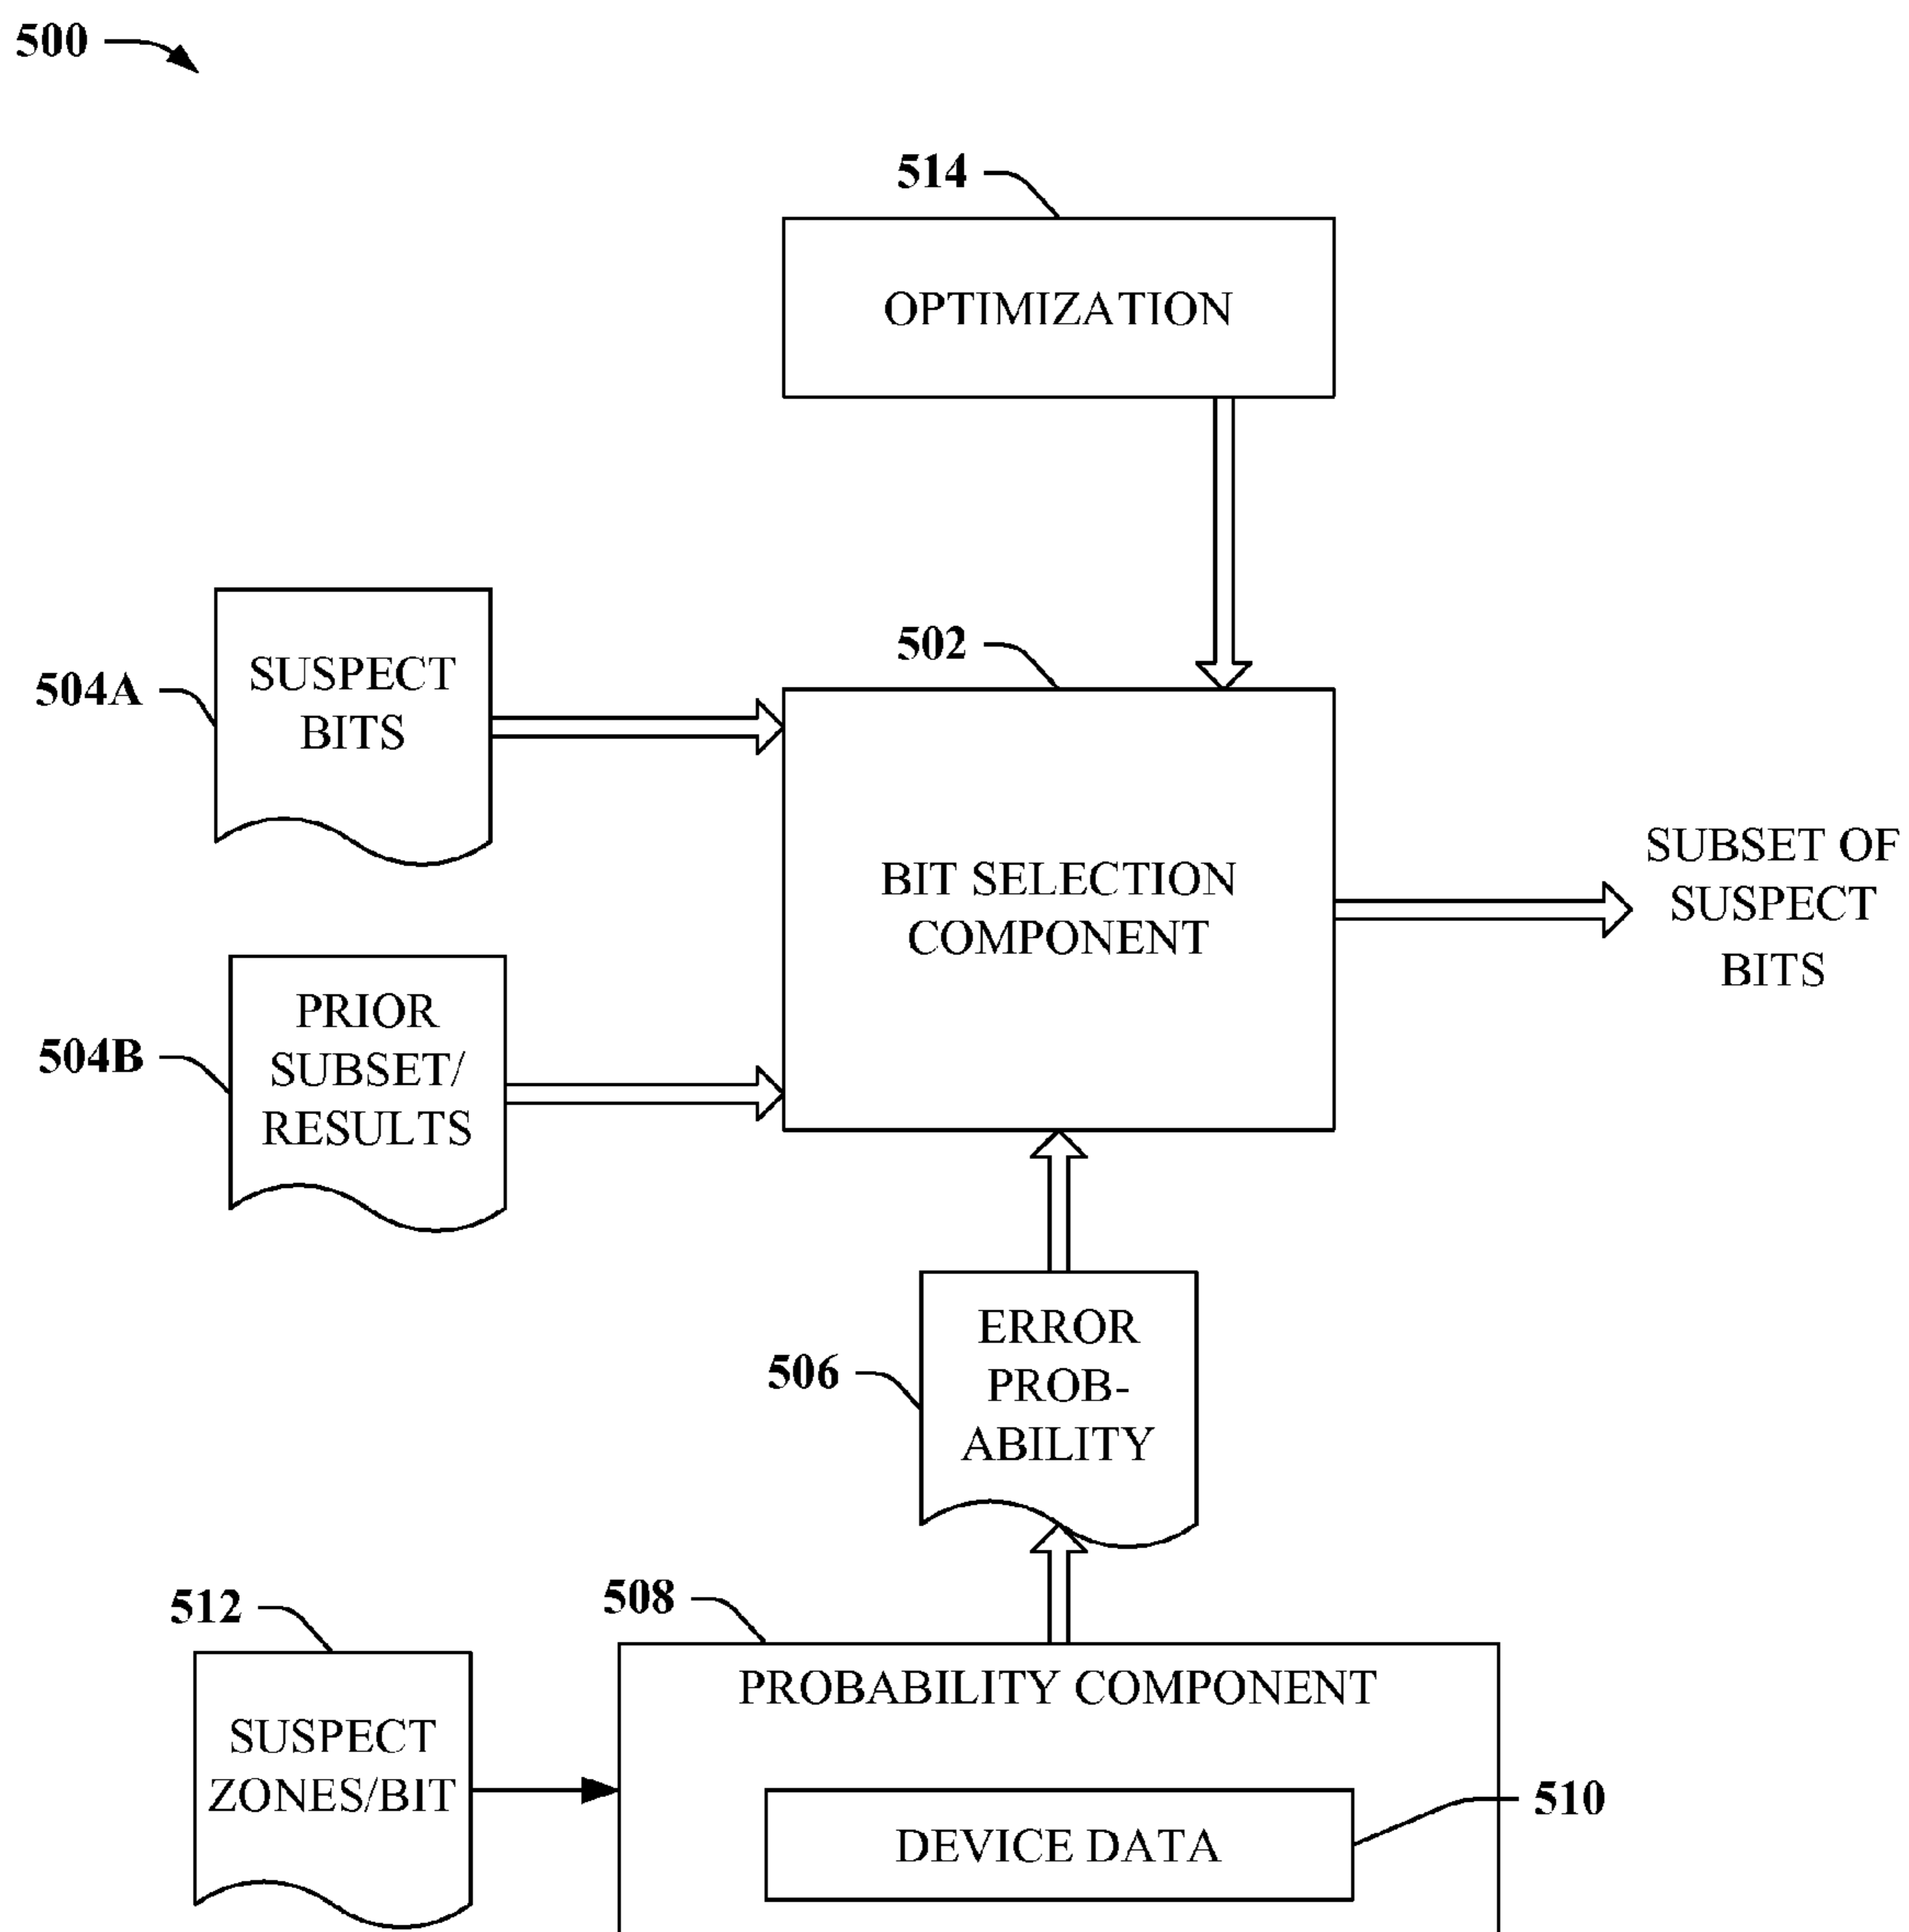 500
514
OPTIMIZATION
502
504A
SUSPECT
BITS
BIT SELECTION
COMPONENT
SUBSET OF
SUSPECT
BITS
504B
PRIOR
SUBSET/
RESULTS
506
ERROR
PROB-
ABILITY
512
SUSPECT
ZONES/BIT
508
PROBABILITY COMPONENT
DEVICE DATA
510